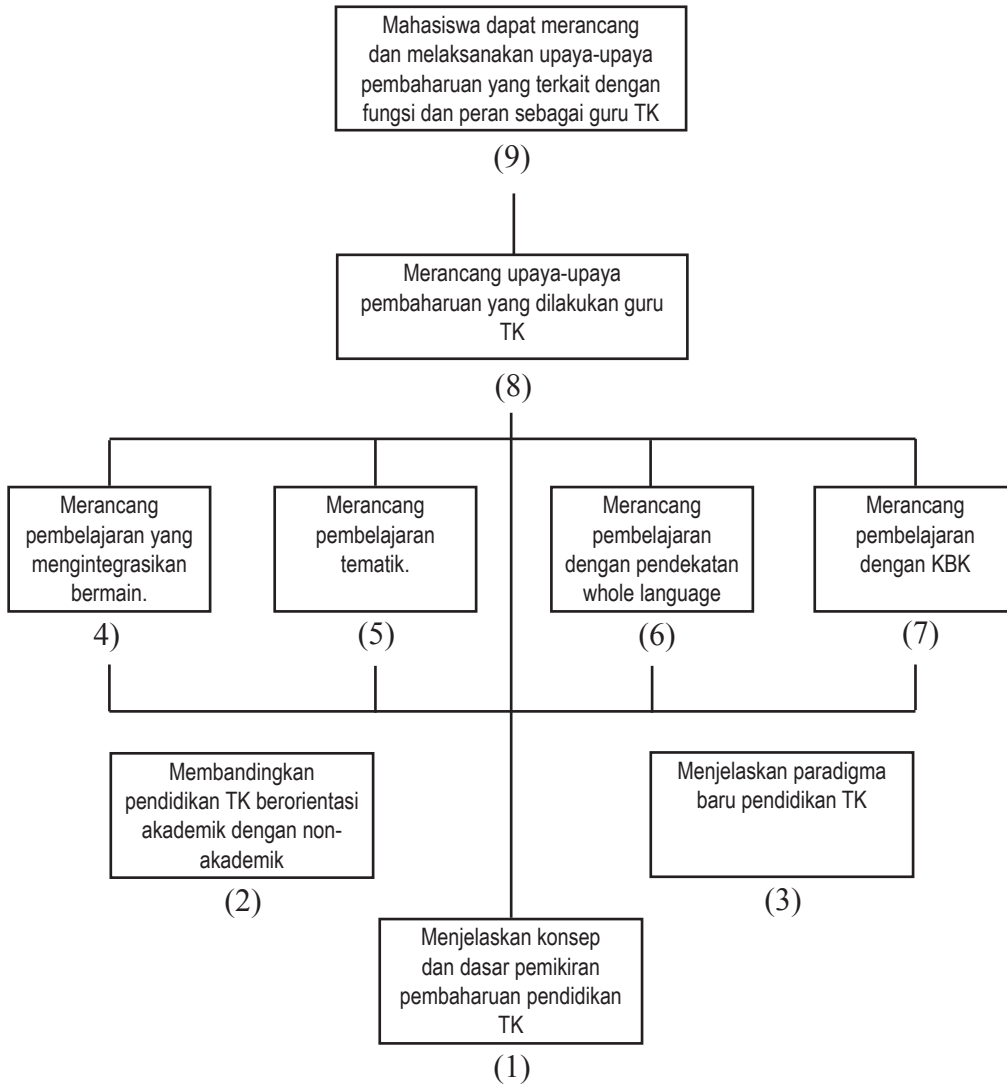 Mahasiswa dapat merancang
dan melaksanakan upaya-upaya
pembaharuan yang terkait dengan
fungsi dan peran sebagai guru TK
(9)
Merancang upaya-upaya
pembaharuan yang dilakukan guru
TK
(8)
Merancang
pembelajaran yang
mengintegrasikan
bermain.
4)
Merancang
pembelajaran
tematik.
(5)
Merancang
pembelajaran
dengan pendekatan
whole language
(6)
Merancang
pembelajaran
dengan KBK
(7)
Membandingkan
pendidikan TK berorientasi
akademik dengan non-
akademik
(2)
Menjelaskan paradigma
baru pendidikan TK
(3)
Menjelaskan konsep
dan dasar pemikiran
pembaharuan pendidikan
TK
(1)